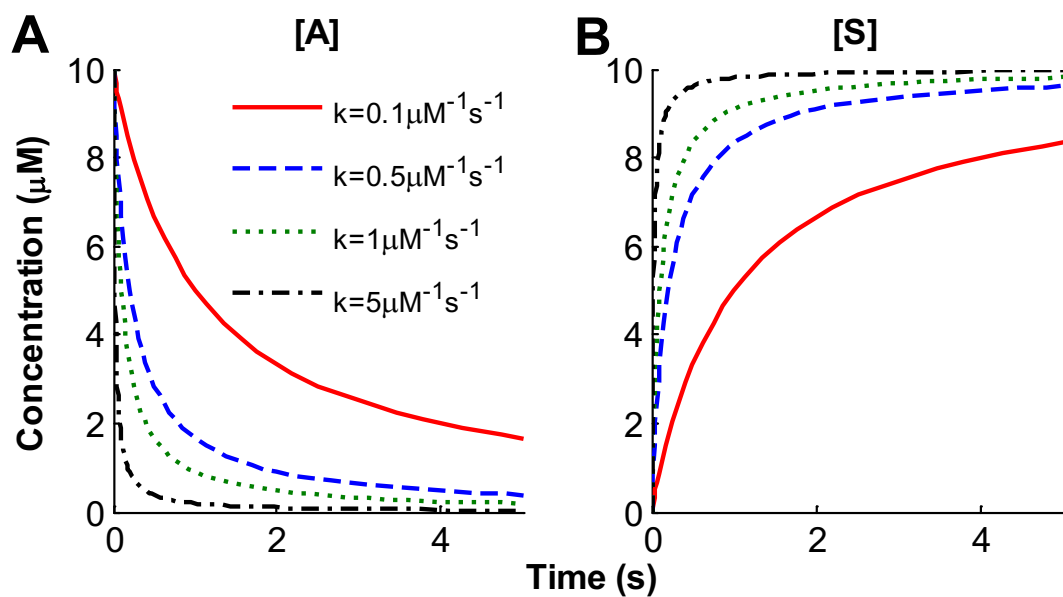 A [A] B [S]
Concentration (μM)
10
8
6
4
2
0
k=0.1μM⁻¹s⁻¹
k=0.5μM⁻¹s⁻¹
k=1μM⁻¹s⁻¹
k=5μM⁻¹s⁻¹
0 2 4
10
8
6
4
2
0
0 2 4
Time (s)